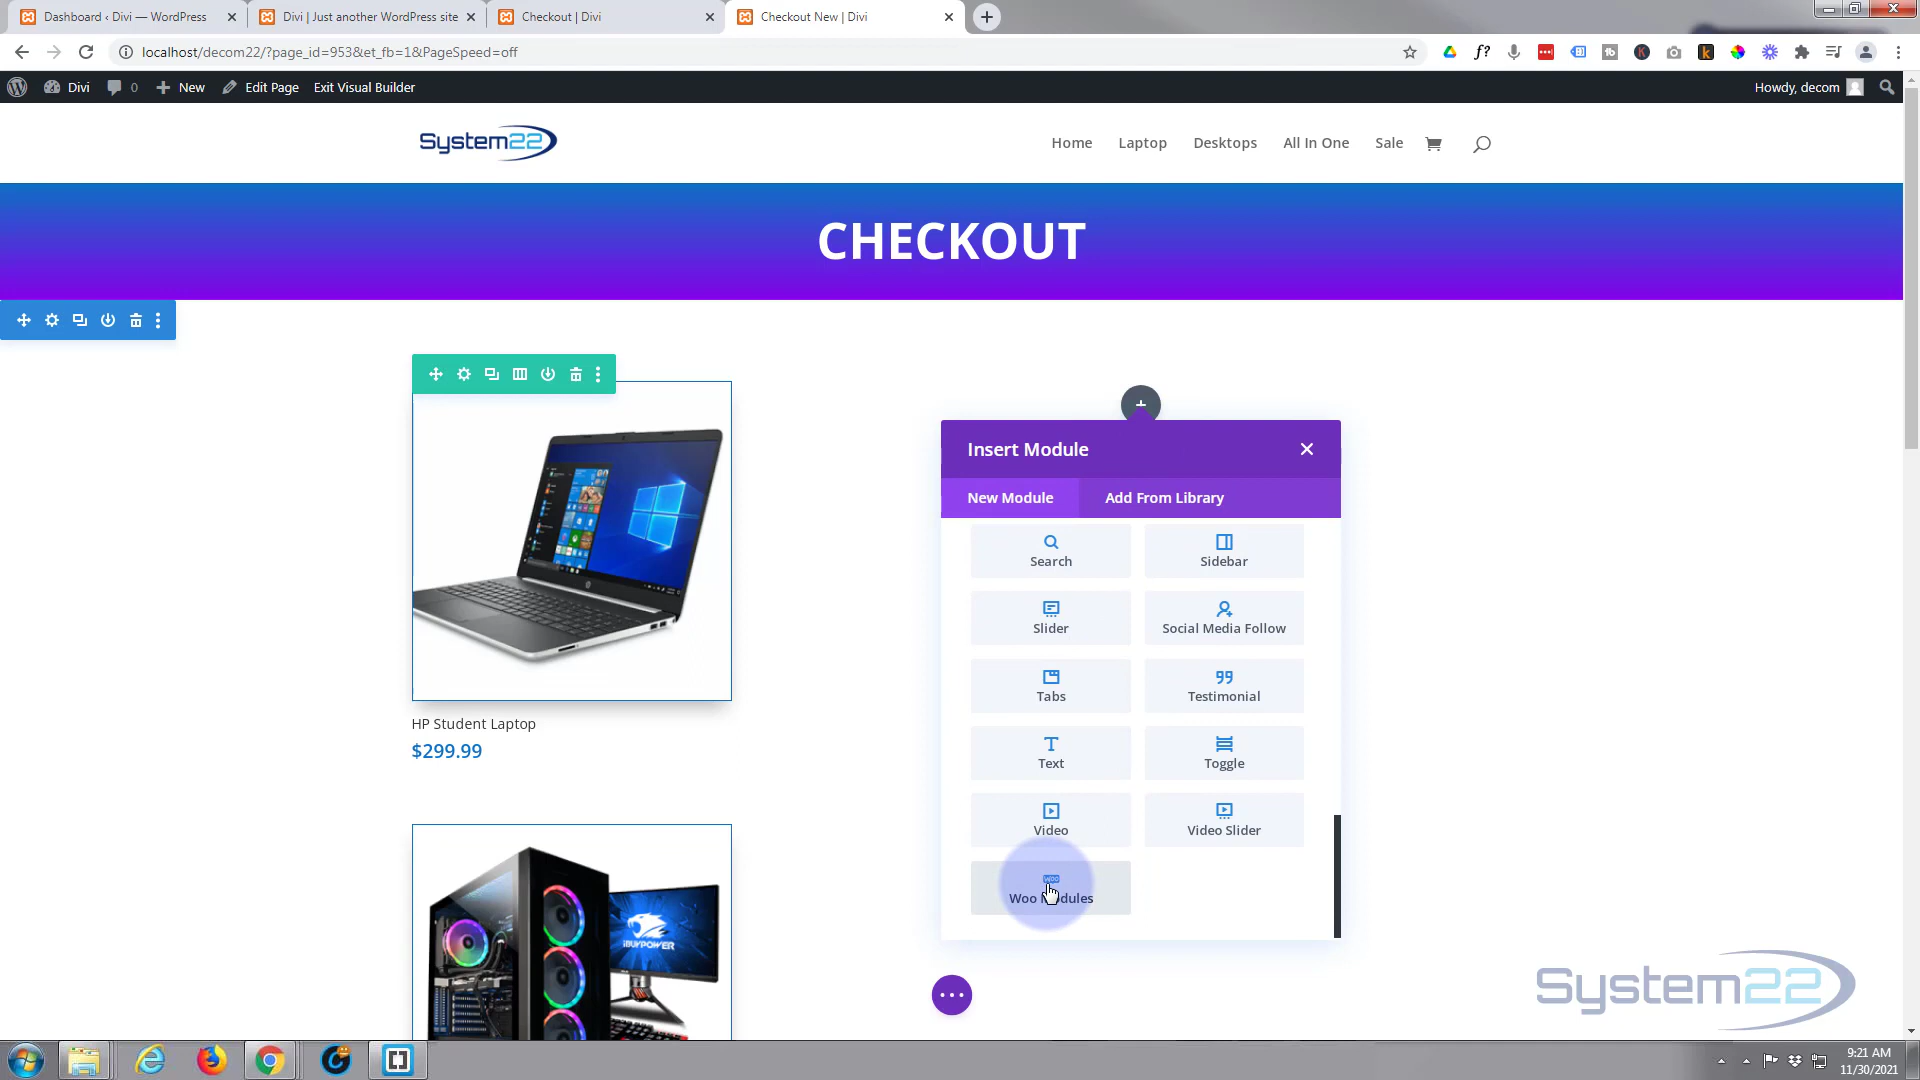 Dashboard ‹ Divi — WordPress
Divi | Just another WordPress site
Checkout | Divi
Checkout New | Divi
localhost/decom22/?page_id=953&et_fb=1&PageSpeed=off
Divi
0
New
Edit Page
Exit Visual Builder
Howdy, decom
System22
Home
Laptop
Desktops
All In One
Sale
CHECKOUT
Insert Module
New Module
Add From Library
Search
Sidebar
Slider
Social Media Follow
Tabs
Testimonial
Text
Toggle
Video
Video Slider
Woo Modules
HP Student Laptop
$299.99
iBUYPOWER
System22
9:21 AM
11/30/2021